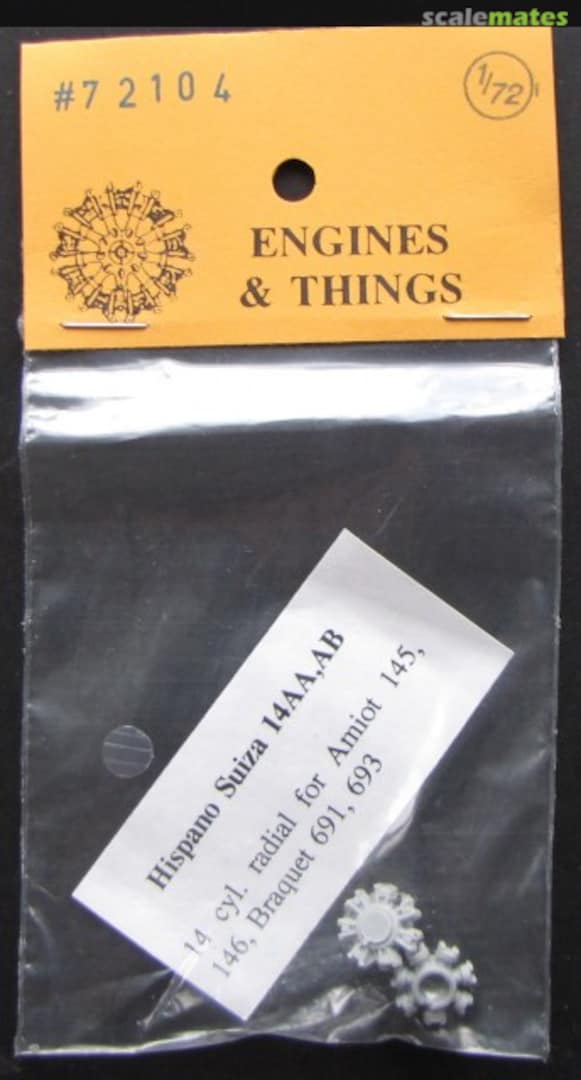 scalemates
#72104
1/72
ENGINES
& THINGS
Hispano Suiza 14AA,AB
14 cyl. radial for Amiot 145,
146, Braquet 691, 693